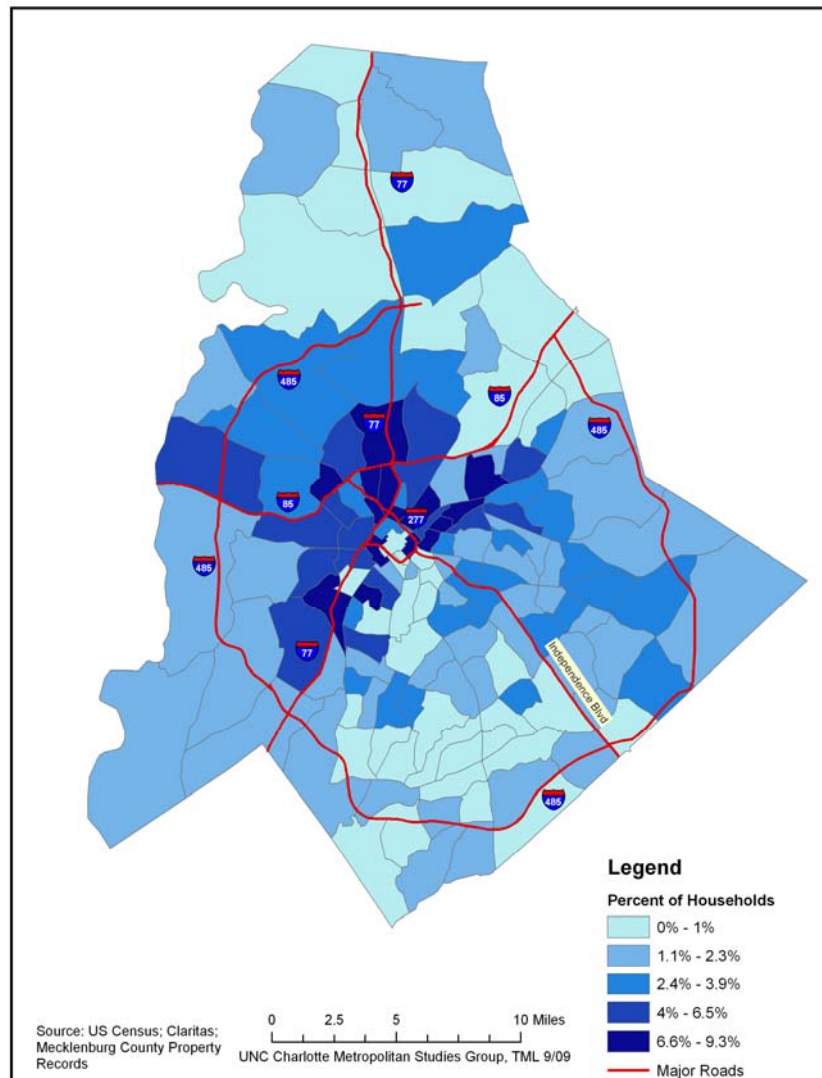 77
485
85
77
485
85
277
485
77
Independence Blvd
485
Legend
Percent of Households
0% - 1%
1.1% - 2.3%
2.4% - 3.9%
4% - 6.5%
6.6% - 9.3%
Major Roads
0 2.5 5 10 Miles
Source: US Census; Claritas;
Mecklenburg County Property
Records
UNC Charlotte Metropolitan Studies Group, TML 9/09